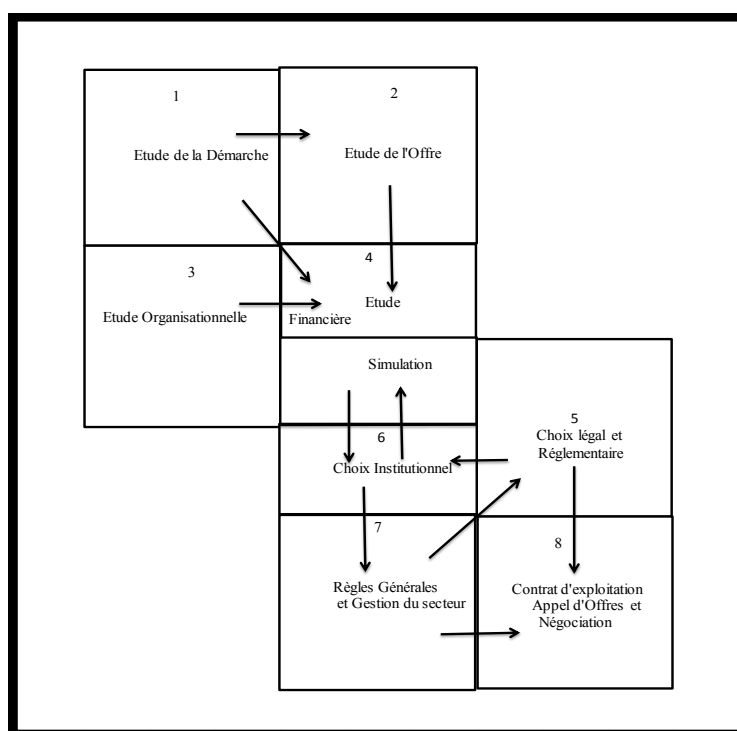 1
Etude de la Démarche
2
Etude de l'Offre
3
Etude Organisationnelle
4
Etude
Financière
Simulation
5
Choix légal et
Réglementaire
6
Choix Institutionnel
7
Règles Générales
et Gestion du secteur
8
Contrat d'exploitation
Appel d'Offres et
Négociation